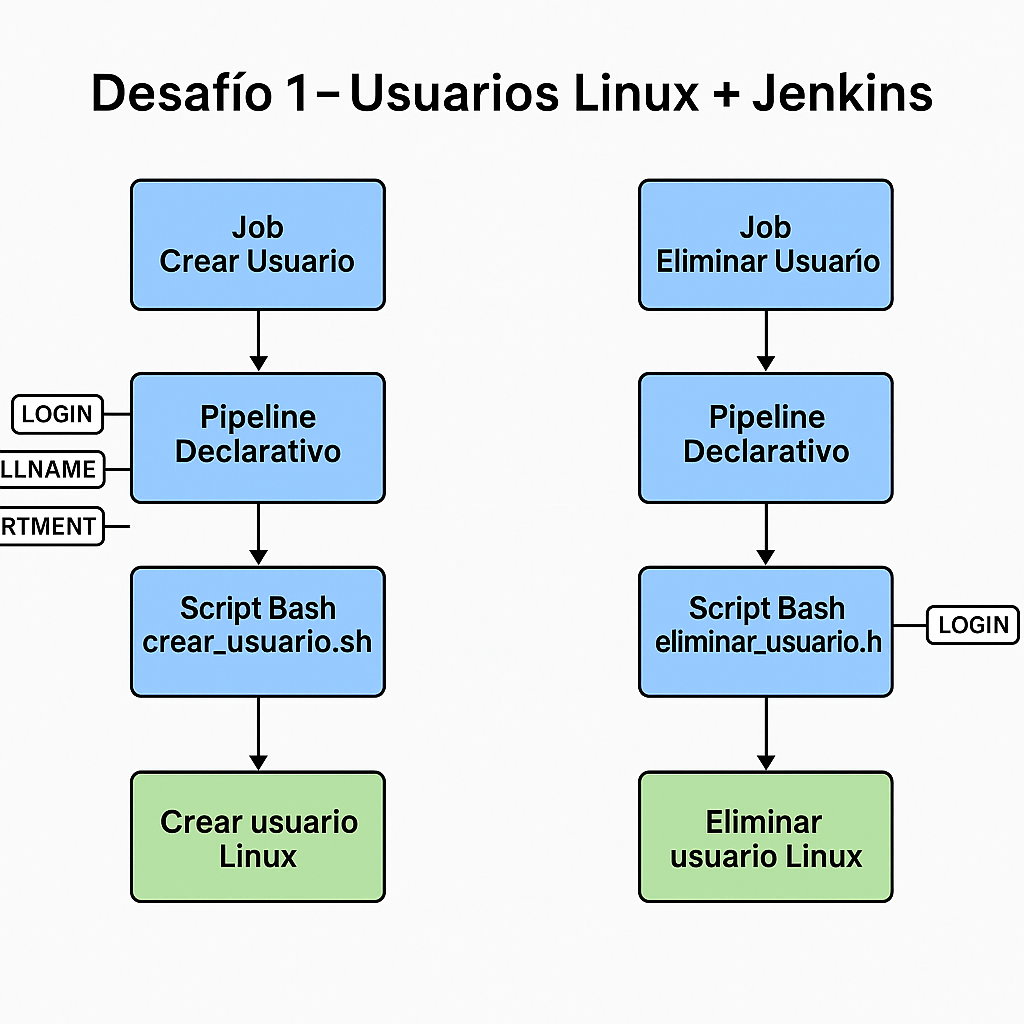 Desafío 1 – Usuarios Linux + Jenkins
Job
Crear Usuario
Pipeline
Declarativo
LOGIN
LLNAME
RTMENT
Script Bash
crear_usuario.sh
Crear usuario
Linux
Job
Eliminar Usuarío
Pipeline
Declarativo
Script Bash
eliminar_usuario.h
LOGIN
Eliminar
usuario Linux